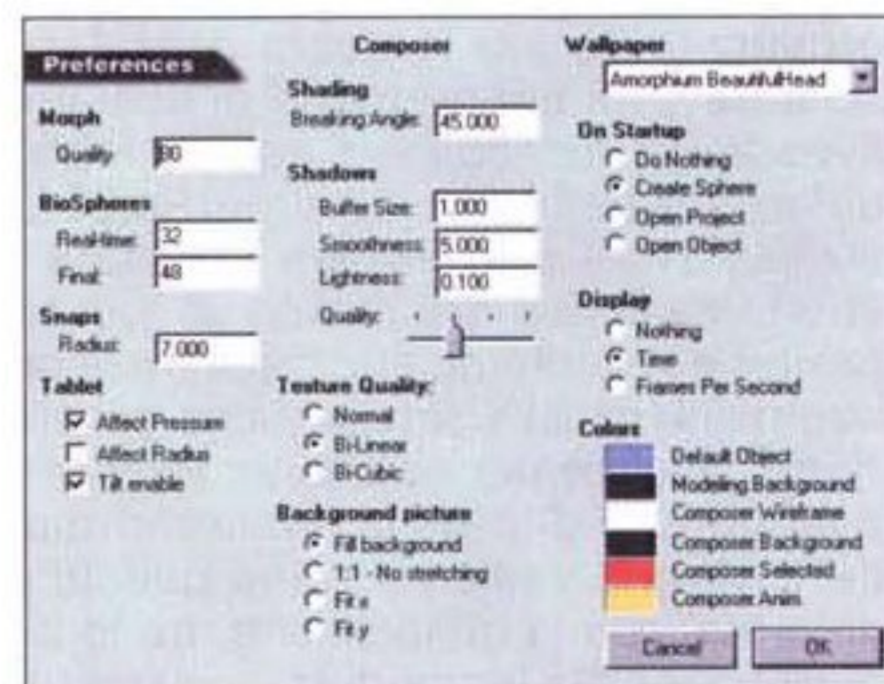 Preferences
Morph
Quality 80
BioSpheres
Real-time: 32
Final: 48
Snaps
Radius: 7.000
Tablet
Affect Pressure
Affect Radius
Tilt enable
Composer
Shading
Breaking Angle: 45.000
Shadows
Buffer Size: 1.000
Smoothness: 5.000
Lightness: 0.100
Quality:
Texture Quality:
Normal
Bi-Linear
Bi-Cubic
Background picture
Fill background
1:1 - No stretching
Fit x
Fit y
Wallpaper
Amorphium BeautifulHead
On Startup
Do Nothing
Create Sphere
Open Project
Open Object
Display
Nothing
Time
Frames Per Second
Colors
Default Object
Modeling Background
Composer Wireframe
Composer Background
Composer Selected
Composer Anim.
Cancel
OK